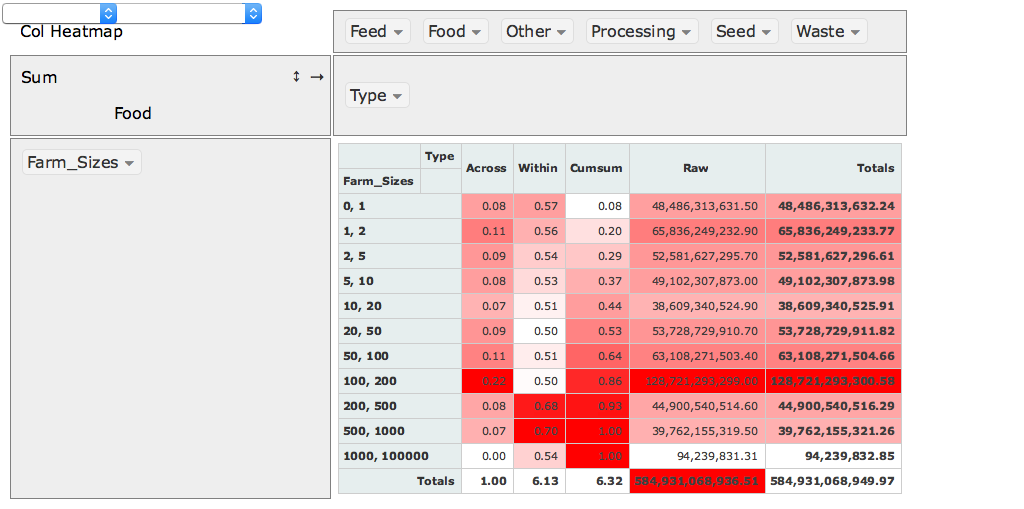 Col Heatmap
Feed Food Other Processing Seed Waste
Sum ↕ →
Food
Type
Farm_Sizes
Type Across Within Cumsum Raw Totals
Farm_Sizes
0, 1 0.08 0.57 0.08 48,486,313,631.50 48,486,313,632.24
1, 2 0.11 0.56 0.20 65,836,249,232.90 65,836,249,233.77
2, 5 0.09 0.54 0.29 52,581,627,295.70 52,581,627,296.61
5, 10 0.08 0.53 0.37 49,102,307,873.00 49,102,307,873.98
10, 20 0.07 0.51 0.44 38,609,340,524.90 38,609,340,525.91
20, 50 0.09 0.50 0.53 53,728,729,910.70 53,728,729,911.82
50, 100 0.11 0.51 0.64 63,108,271,503.40 63,108,271,504.66
100, 200 0.22 0.50 0.86 128,721,293,299.00 128,721,293,300.58
200, 500 0.08 0.68 0.93 44,900,540,514.60 44,900,540,516.29
500, 1000 0.07 0.70 1.00 39,762,155,319.50 39,762,155,321.26
1000, 100000 0.00 0.54 1.00 94,239,831.31 94,239,832.85
Totals 1.00 6.13 6.32 584,931,068,936.51 584,931,068,949.97